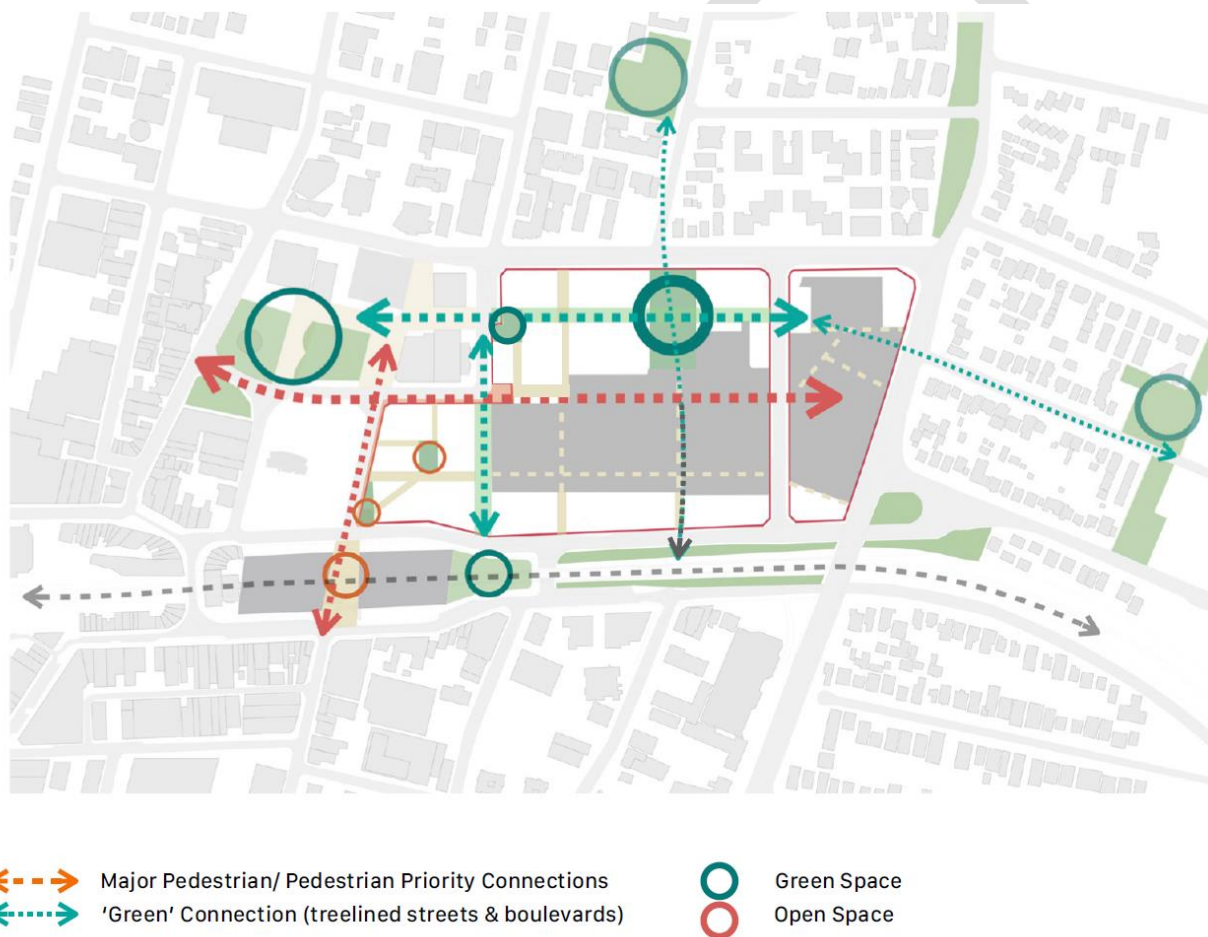 Major Pedestrian/ Pedestrian Priority Connections
'Green' Connection (treelined streets & boulevards)
Green Space
Open Space